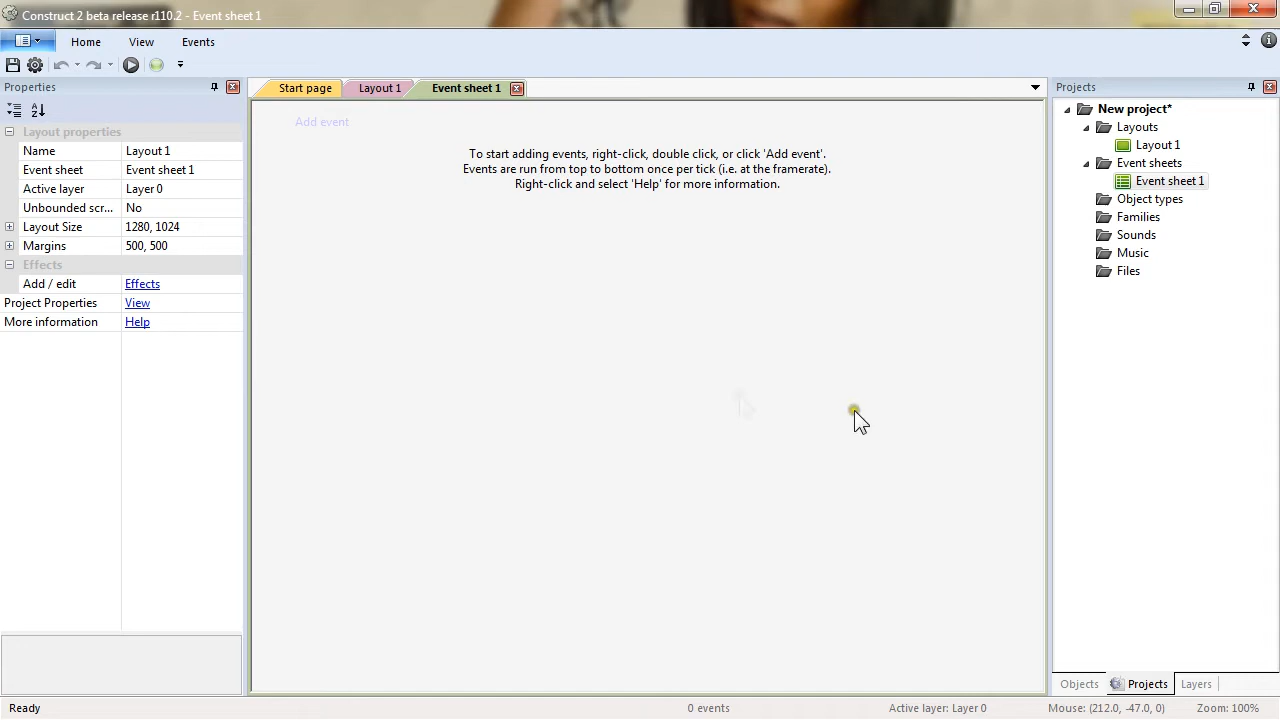 Construct 2 beta release r110.2 - Event sheet 1
Home View Events
Properties
Layout properties
Name Layout 1
Event sheet Event sheet 1
Active layer Layer 0
Unbounded scr... No
Layout Size 1280, 1024
Margins 500, 500
Effects
Add / edit Effects
Project Properties View
More information Help
Start page Layout 1 Event sheet 1
Add event
To start adding events, right-click, double click, or click 'Add event'.
Events are run from top to bottom once per tick (i.e. at the framerate).
Right-click and select 'Help' for more information.
Projects
New project*
Layouts
Layout 1
Event sheets
Event sheet 1
Object types
Families
Sounds
Music
Files
Objects Projects Layers
Ready 0 events Active layer: Layer 0 Mouse: (212.0, -47.0, 0) Zoom: 100%